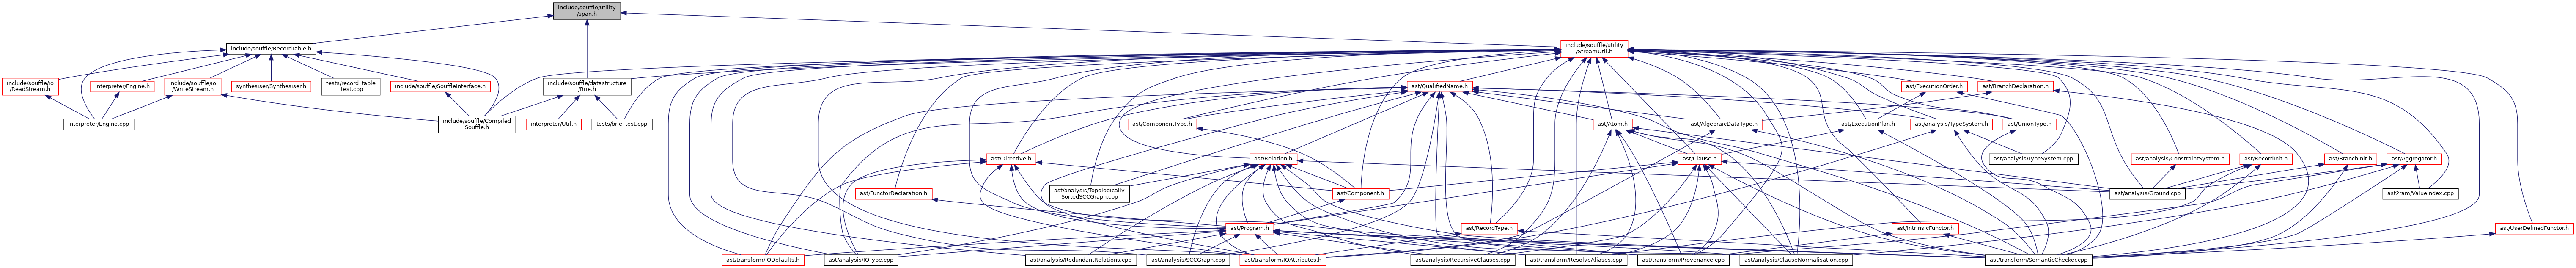 include/souffle/utility
/span.h
include/souffle/RecordTable.h
include/souffle/utility
/StreamUtil.h
include/souffle/io
/ReadStream.h
interpreter/Engine.h
include/souffle/io
/WriteStream.h
synthesiser/Synthesiser.h
tests/record_table
_test.cpp
include/souffle/SouffleInterface.h
include/souffle/datastructure
/Brie.h
ast/QualifiedName.h
ast/ExecutionOrder.h
ast/BranchDeclaration.h
interpreter/Engine.cpp
include/souffle/Compiled
Souffle.h
interpreter/Util.h
tests/brie_test.cpp
ast/ComponentType.h
ast/Atom.h
ast/AlgebraicDataType.h
ast/ExecutionPlan.h
ast/analysis/TypeSystem.h
ast/UnionType.h
ast/Directive.h
ast/Relation.h
ast/Clause.h
ast/analysis/TypeSystem.cpp
ast/analysis/ConstraintSystem.h
ast/RecordInit.h
ast/BranchInit.h
ast/Aggregator.h
ast/FunctorDeclaration.h
ast/analysis/Topologically
SortedSCCGraph.cpp
ast/Component.h
ast/analysis/Ground.cpp
ast2ram/ValueIndex.cpp
ast/Program.h
ast/RecordType.h
ast/IntrinsicFunctor.h
ast/UserDefinedFunctor.h
ast/transform/IODefaults.h
ast/analysis/IOType.cpp
ast/analysis/RedundantRelations.cpp
ast/analysis/SCCGraph.cpp
ast/transform/IOAttributes.h
ast/analysis/RecursiveClauses.cpp
ast/transform/ResolveAliases.cpp
ast/transform/Provenance.cpp
ast/analysis/ClauseNormalisation.cpp
ast/transform/SemanticChecker.cpp